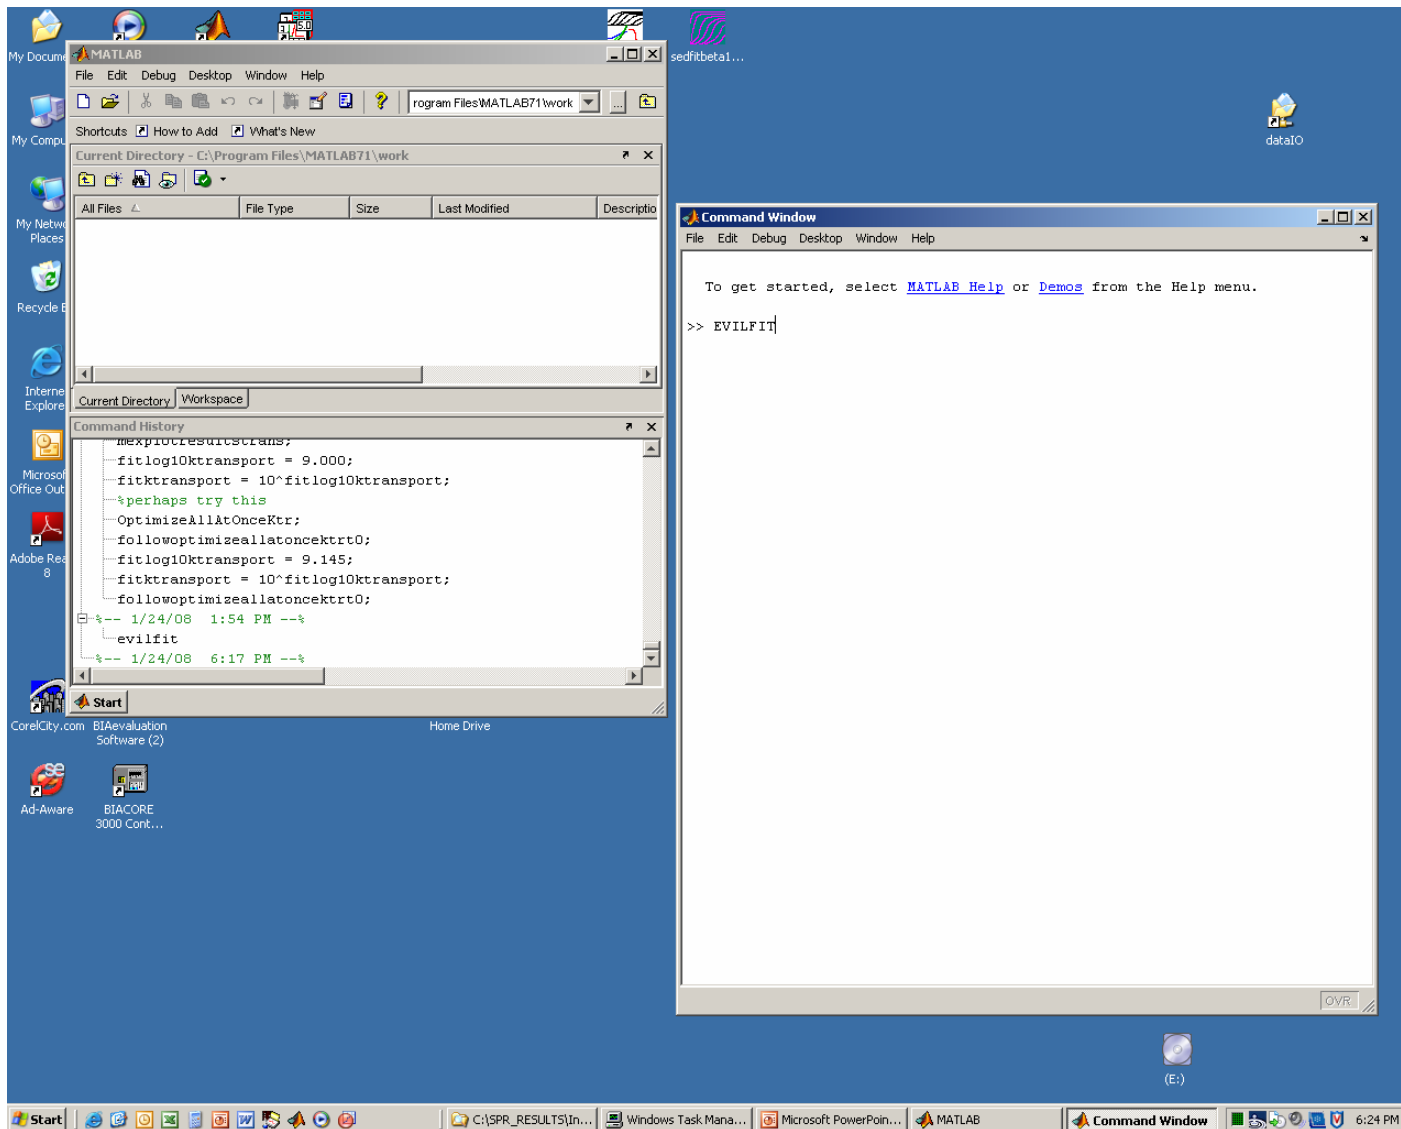 My Docume
sedfitbeta1...
My Compu
dataIO
My Netwo
Places
Recycle B
Interne
Explore
Microsof
Office Out
Adobe Rea
8
CorelCity.com
BIAevaluation
Software (2)
Home Drive
Ad-Aware
BIACORE
3000 Cont...
(E:)
MATLAB
File Edit Debug Desktop Window Help
rogram Files\MATLAB71\work
...
Shortcuts How to Add What's New
Current Directory - C:\Program Files\MATLAB71\work
All Files File Type Size Last Modified Descriptio
Current Directory Workspace
Command History
mexplotresultstrans;
fitlog10ktransport = 9.000;
fitktransport = 10^fitlog10ktransport;
%perhaps try this
OptimizeAllAtOnceKtr;
followoptimizeallatoncektrt0;
fitlog10ktransport = 9.145;
fitktransport = 10^fitlog10ktransport;
followoptimizeallatoncektrt0;
%-- 1/24/08 1:54 PM --%
evilfit
%-- 1/24/08 6:17 PM --%
Start
Command Window
File Edit Debug Desktop Window Help
To get started, select MATLAB Help or Demos from the Help menu.
>> EVILFIT
OVR
Start C:\SPR_RESULTS\In... Windows Task Mana... Microsoft PowerPoin... MATLAB Command Window 6:24 PM